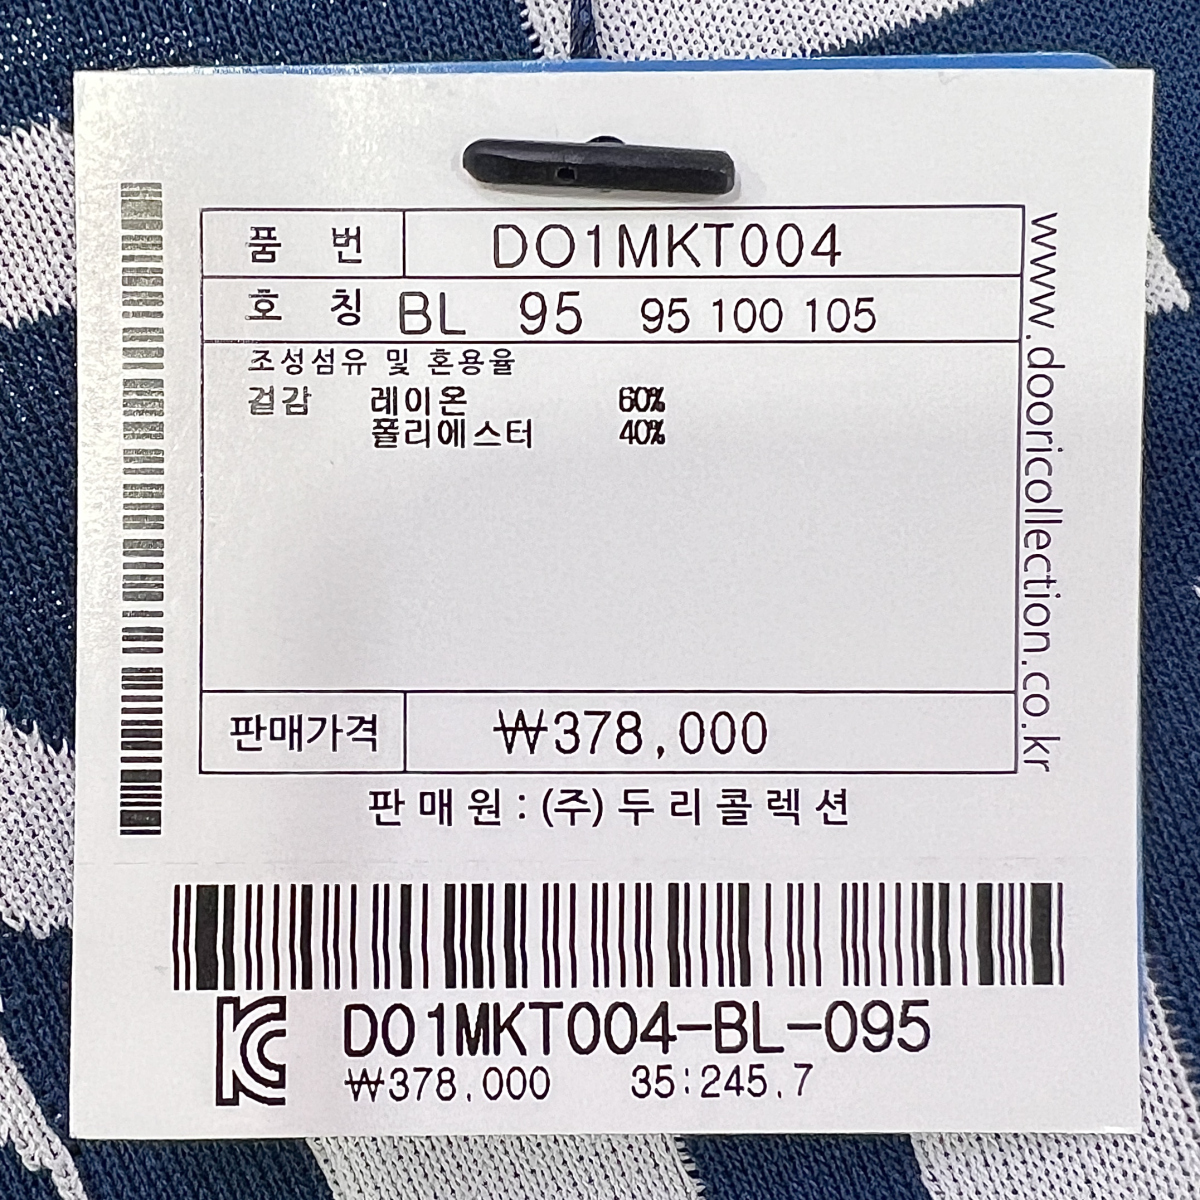 품 번 DO1MKT004
호 칭 BL 95 95 100 105
조성섬유 및 혼용율
겉감 레이온 60%
폴리에스터 40%
판매가격 ₩378,000
판매원 : (주)두리콜렉션
www.dooricollection.co.kr
KC DO1MKT004-BL-095
₩378,000 35:245.7